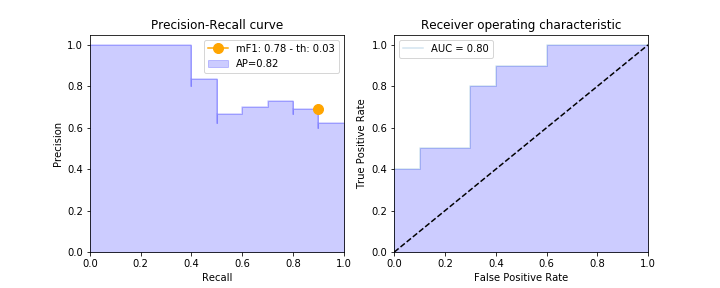 Precision-Recall curve
mF1: 0.78 - th: 0.03
AP=0.82
Precision
1.0
0.8
0.6
0.4
0.2
0.0
0.0 0.2 0.4 0.6 0.8 1.0
Recall
Receiver operating characteristic
AUC = 0.80
True Positive Rate
1.0
0.8
0.6
0.4
0.2
0.0
0.0 0.2 0.4 0.6 0.8 1.0
False Positive Rate